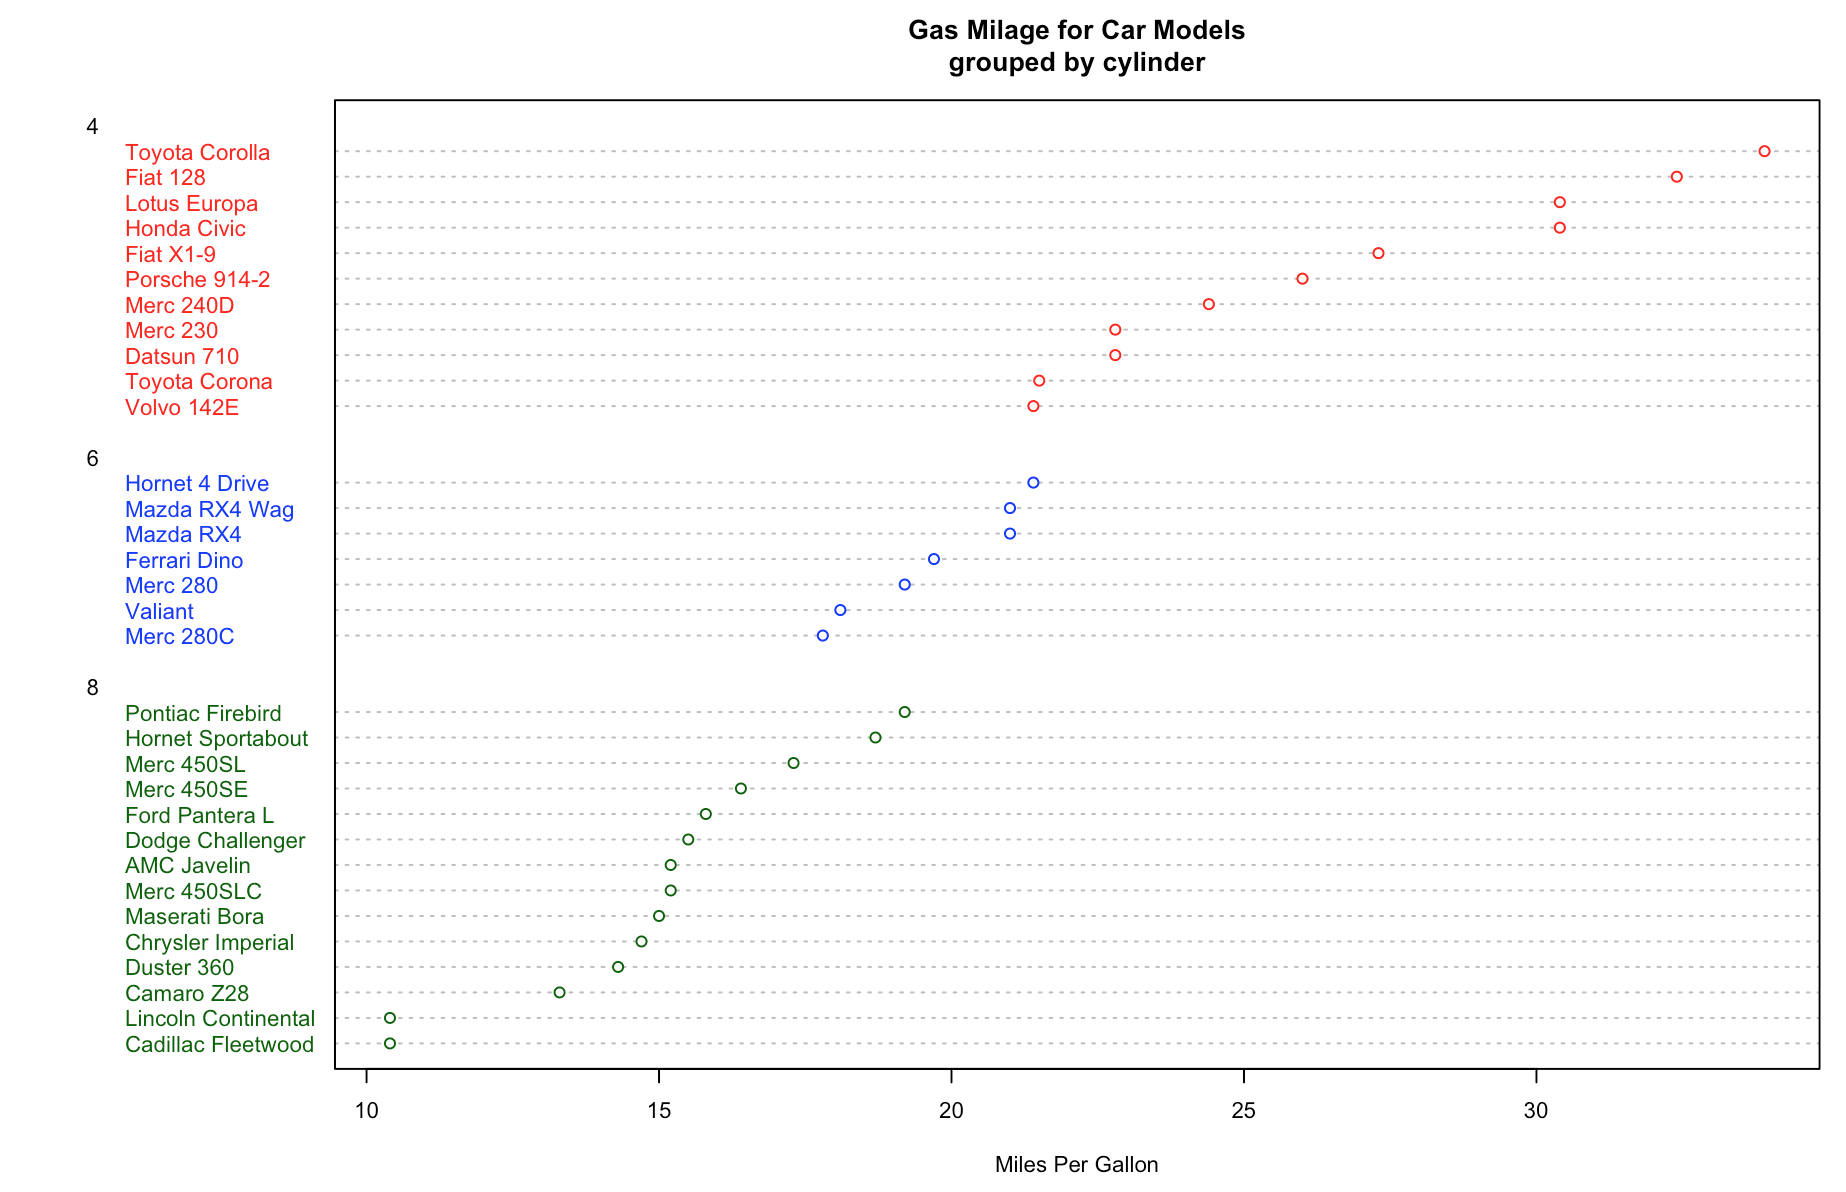 Gas Milage for Car Models
grouped by cylinder
4
Toyota Corolla
Fiat 128
Lotus Europa
Honda Civic
Fiat X1-9
Porsche 914-2
Merc 240D
Merc 230
Datsun 710
Toyota Corona
Volvo 142E
6
Hornet 4 Drive
Mazda RX4 Wag
Mazda RX4
Ferrari Dino
Merc 280
Valiant
Merc 280C
8
Pontiac Firebird
Hornet Sportabout
Merc 450SL
Merc 450SE
Ford Pantera L
Dodge Challenger
AMC Javelin
Merc 450SLC
Maserati Bora
Chrysler Imperial
Duster 360
Camaro Z28
Lincoln Continental
Cadillac Fleetwood
10 15 20 25 30
Miles Per Gallon